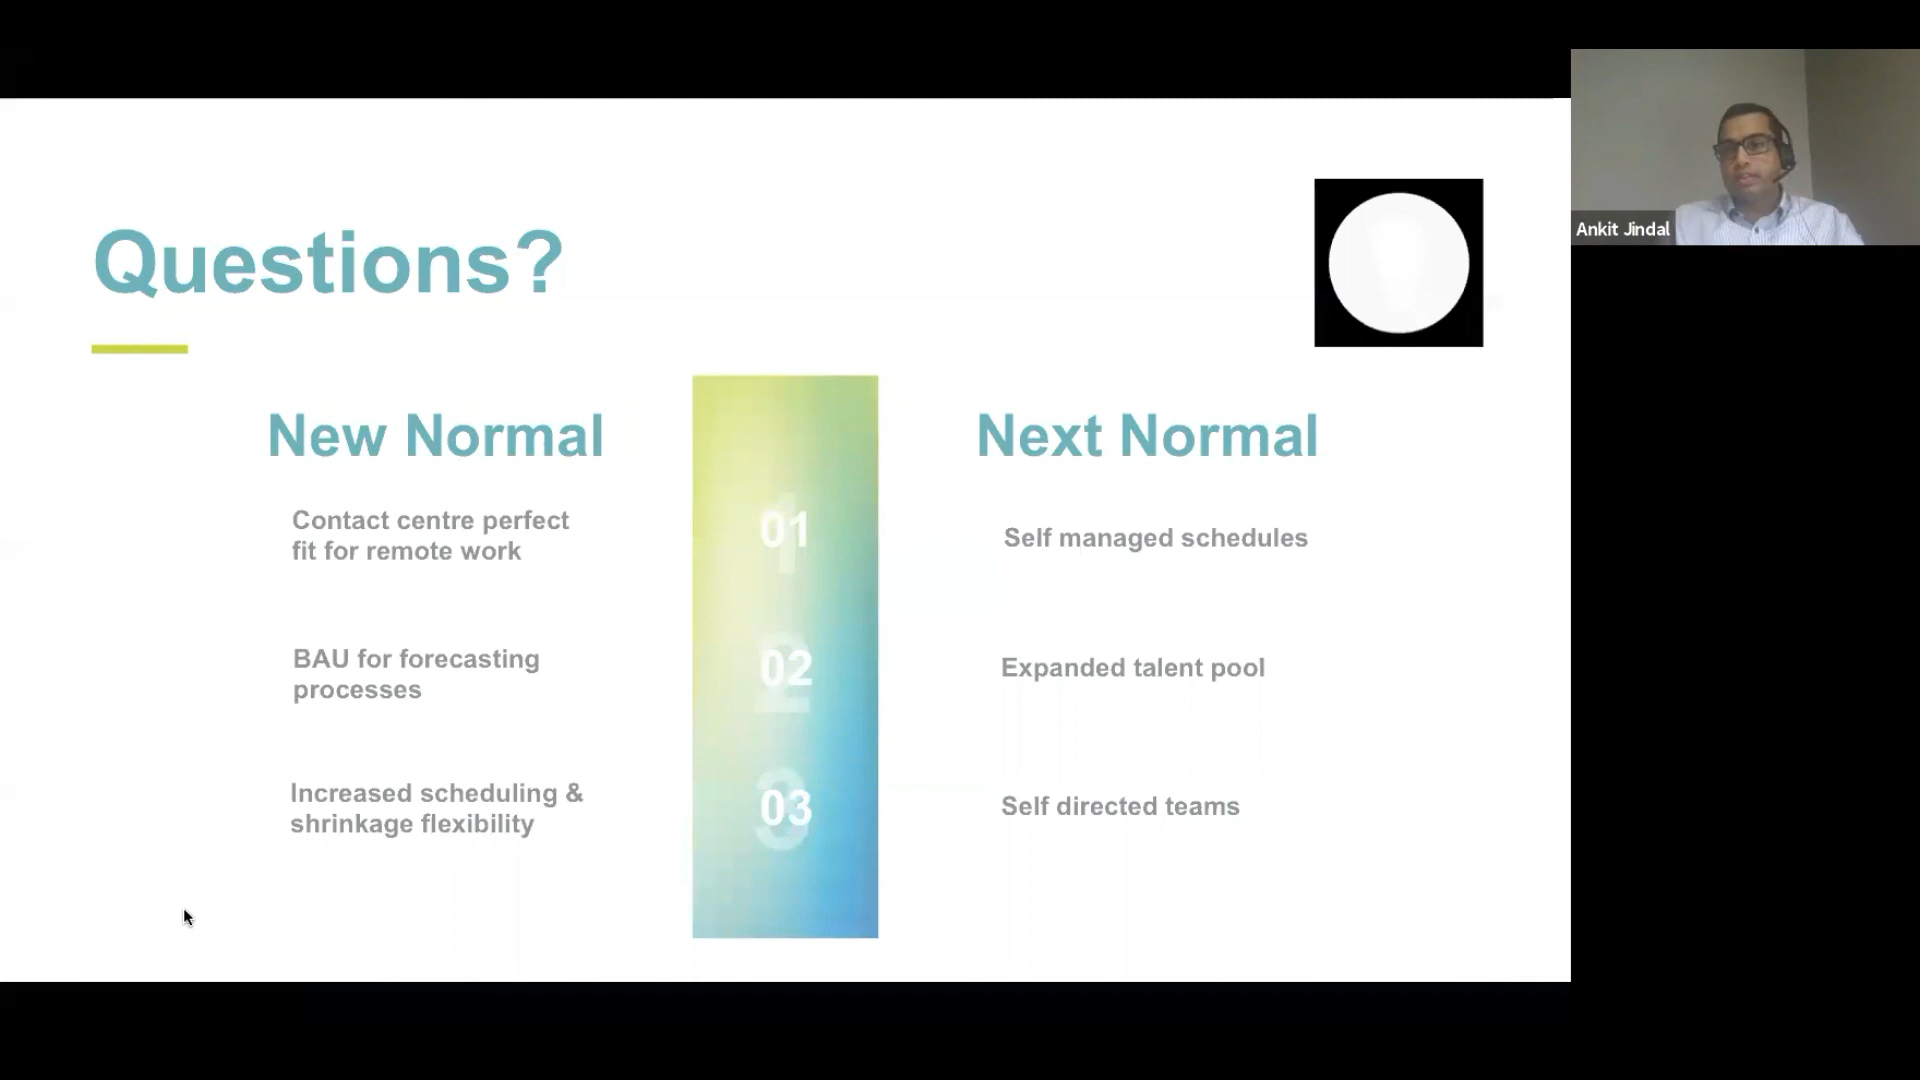 Questions?
New Normal
Contact centre perfect
fit for remote work
BAU for forecasting
processes
Increased scheduling &
shrinkage flexibility
01
02
03
Next Normal
Self managed schedules
Expanded talent pool
Self directed teams
Ankit Jindal